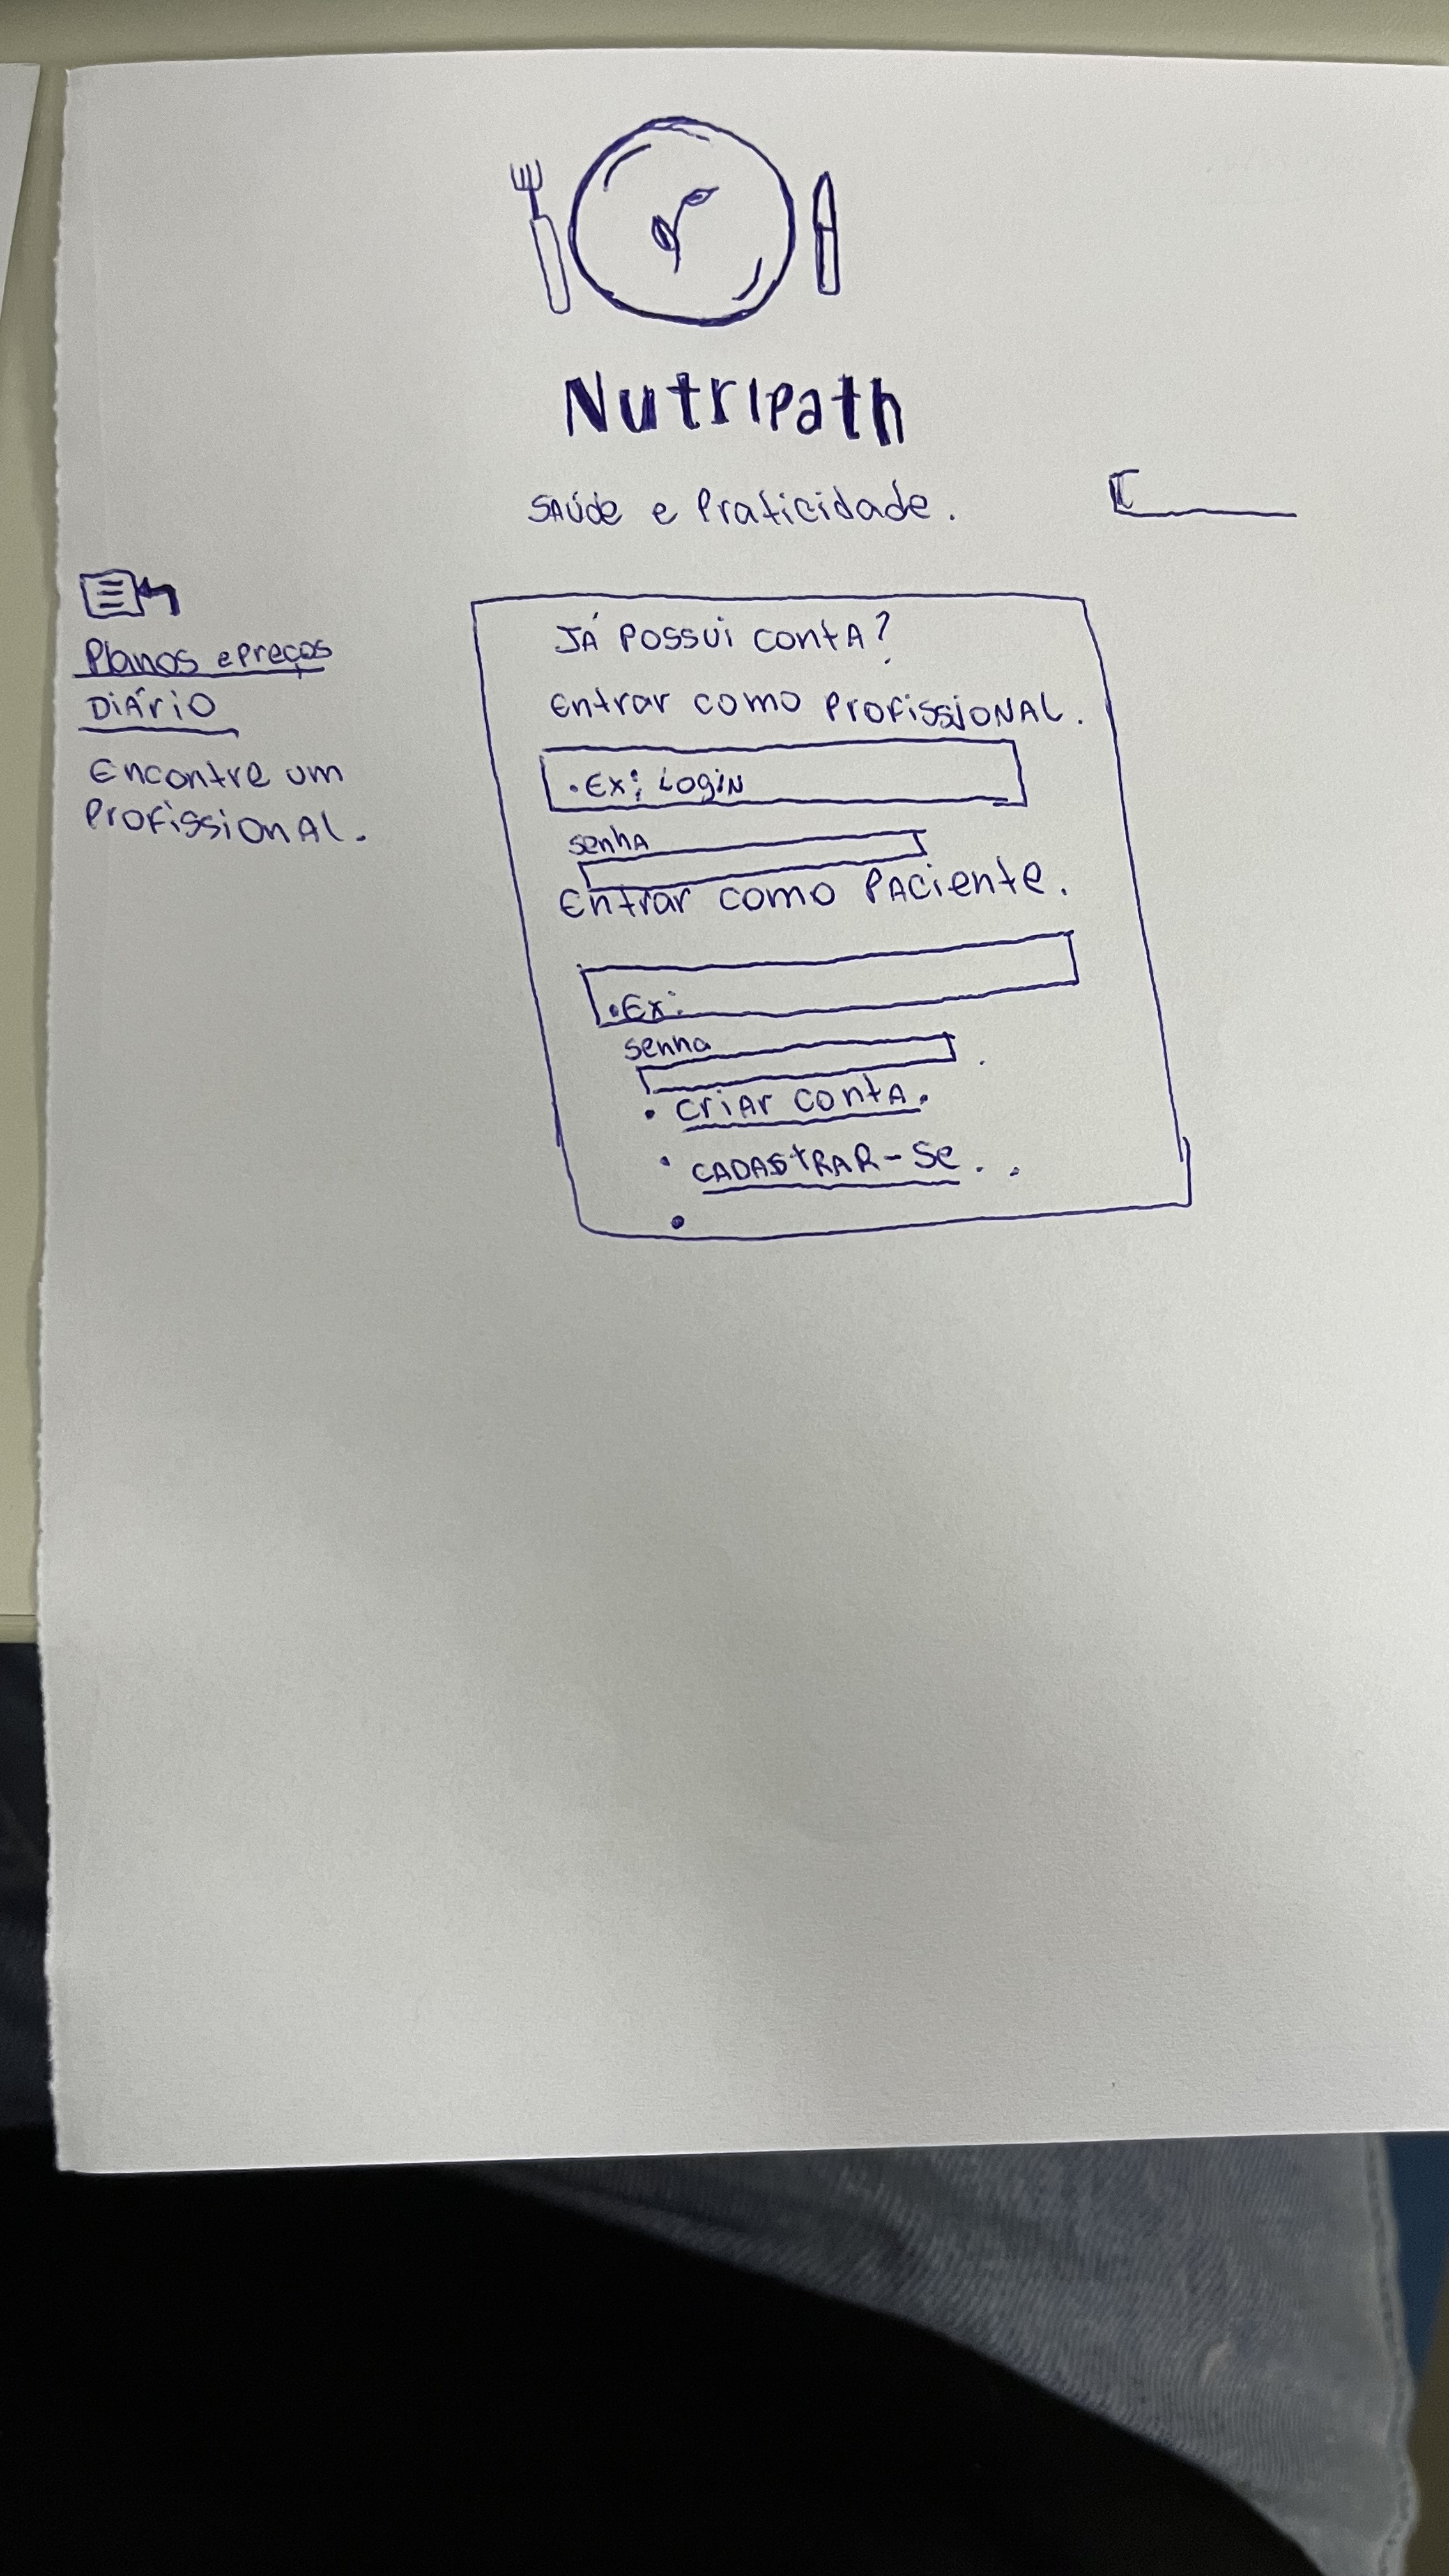 Nutripath
Saúde e Praticidade.
Planos e Preços
Diário
Encontre um
Profissional.
Já possui conta?
Entrar como Profissional.
• Ex: Login
senha
Entrar como Paciente.
• Ex:
senha
• Criar conta.
• Cadastrar-se . .
•